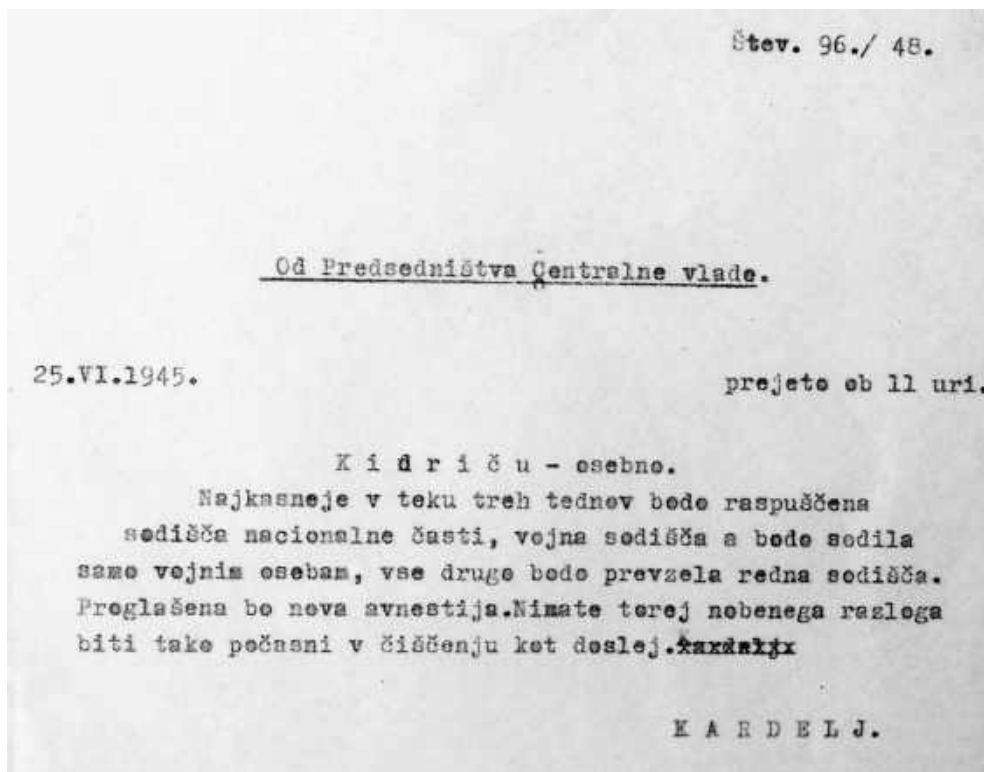 Štev. 96./ 48.
Od Predsedništva Centralne vlade.
25.VI.1945.
prejeto ob 11 uri.
K i d r i č u - osebno.
Najkasneje v teku treh tednov bodo raspuščena
sodišča nacionalne časti, vojna sodišča a bodo sodila
samo vojnim osebam, vse drugo bodo prevzela redna sodišča.
Proglašena bo nova avnestija.Nimate torej nobenega razloga
biti tako počasni v čiščenju kot doslej.
K A R D E L J.